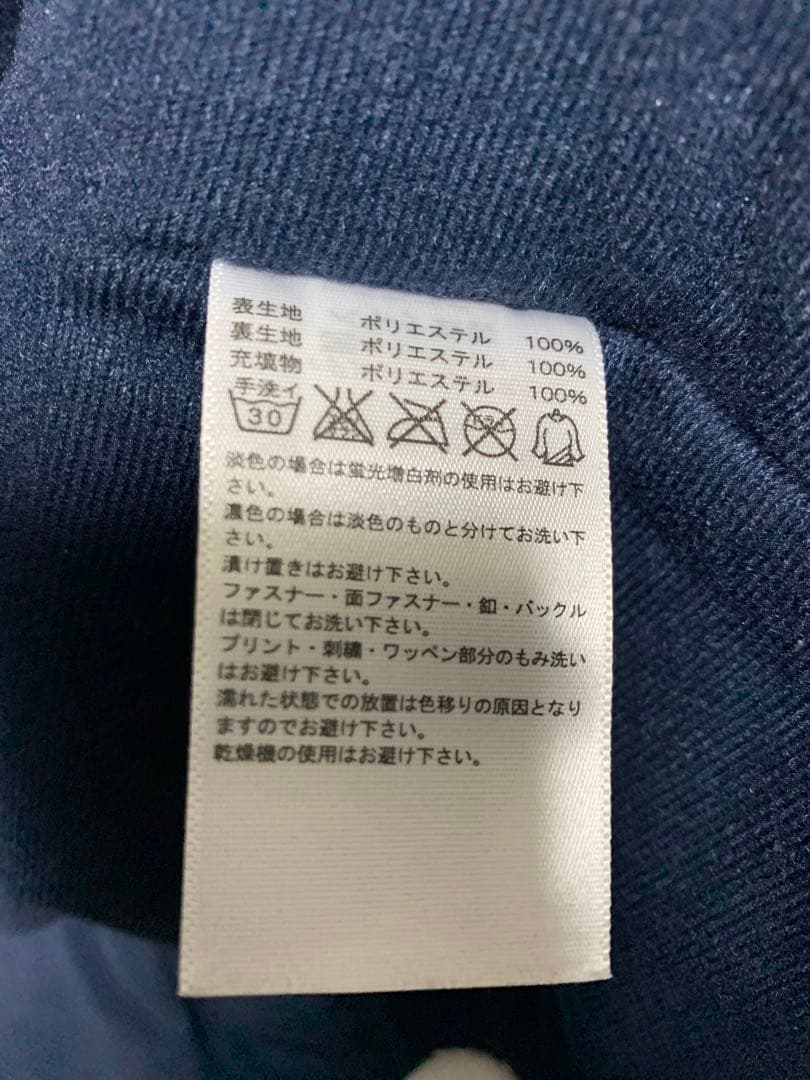 表生地 ポリエステル 100%
裏生地 ポリエステル 100%
充填物 ポリエステル 100%
手洗イ
30
淡色の場合は蛍光増白剤の使用はお避け下
さい。
濃色の場合は淡色のものと分けてお洗い下
さい。
漬け置きはお避け下さい。
ファスナー・面ファスナー・釦・バックル
は閉じてお洗い下さい。
プリント・刺繍・ワッペン部分のもみ洗い
はお避け下さい。
濡れた状態での放置は色移りの原因となり
ますのでお避け下さい。
乾燥機の使用はお避け下さい。